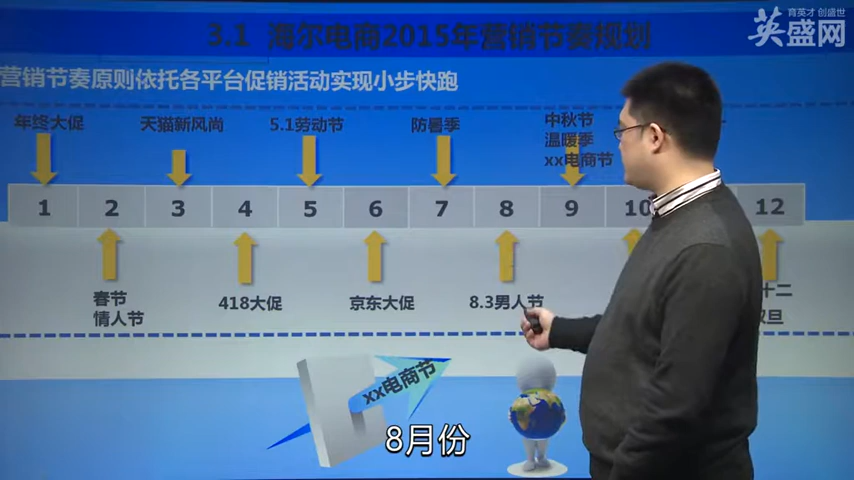 育英才 创盛世
英盛网
3.1 海尔电商2015年营销节奏规划
营销节奏原则依托各平台促销活动实现小步快跑
年终大促
天猫新风尚
5.1劳动节
防暑季
中秋节
温暖季
xx电商节
1 2 3 4 5 6 7 8 9 10 12
春节
情人节
418大促
京东大促
8.3男人节
十二
双旦
xx电商节
8月份